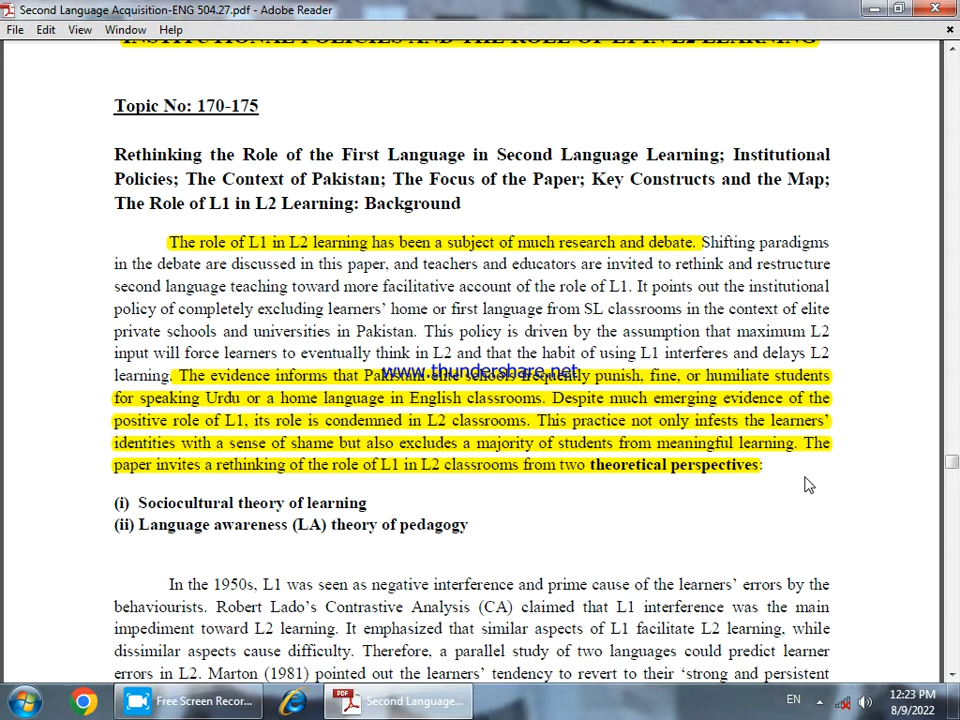 Second Language Acquisition-ENG 504.27.pdf - Adobe Reader
File Edit View Window Help
INSTITUTIONAL POLICIES AND THE ROLE OF L1 IN L2 LEARNING
Topic No: 170-175
Rethinking the Role of the First Language in Second Language Learning; Institutional
Policies; The Context of Pakistan; The Focus of the Paper; Key Constructs and the Map;
The Role of L1 in L2 Learning: Background
The role of L1 in L2 learning has been a subject of much research and debate. Shifting paradigms
in the debate are discussed in this paper, and teachers and educators are invited to rethink and restructure
second language teaching toward more facilitative account of the role of L1. It points out the institutional
policy of completely excluding learners’ home or first language from SL classrooms in the context of elite
private schools and universities in Pakistan. This policy is driven by the assumption that maximum L2
input will force learners to eventually think in L2 and that the habit of using L1 interferes and delays L2
learning. The evidence informs that Pakistani elite schools frequently punish, fine, or humiliate students
www.thundershare.net
for speaking Urdu or a home language in English classrooms. Despite much emerging evidence of the
positive role of L1, its role is condemned in L2 classrooms. This practice not only infests the learners’
identities with a sense of shame but also excludes a majority of students from meaningful learning. The
paper invites a rethinking of the role of L1 in L2 classrooms from two theoretical perspectives:
(i) Sociocultural theory of learning
(ii) Language awareness (LA) theory of pedagogy
In the 1950s, L1 was seen as negative interference and prime cause of the learners’ errors by the
behaviourists. Robert Lado’s Contrastive Analysis (CA) claimed that L1 interference was the main
impediment toward L2 learning. It emphasized that similar aspects of L1 facilitate L2 learning, while
dissimilar aspects cause difficulty. Therefore, a parallel study of two languages could predict learner
errors in L2. Marton (1981) pointed out the learners’ tendency to revert to their ‘strong and persistent
Free Screen Recor...
PDF
Second Language...
EN
12:23 PM
8/9/2022